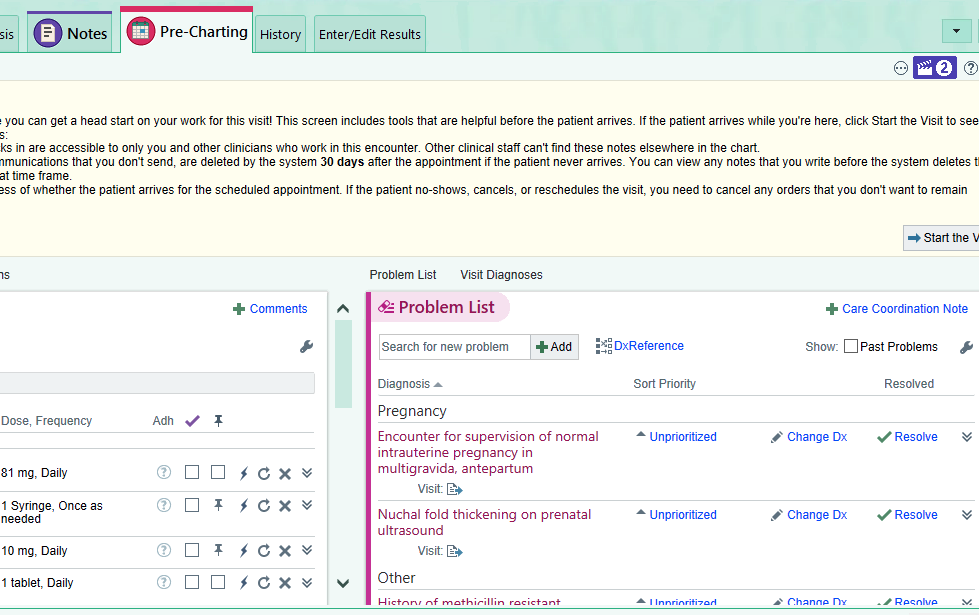 sis
Notes
Pre-Charting
History
Enter/Edit Results
2
you can get a head start on your work for this visit! This screen includes tools that are helpful before the patient arrives. If the patient arrives while you're here, click Start the Visit to see
s:
ks in are accessible to only you and other clinicians who work in this encounter. Other clinical staff can't find these notes elsewhere in the chart.
mmunications that you don't send, are deleted by the system 30 days after the appointment if the patient never arrives. You can view any notes that you write before the system deletes
at time frame.
ess of whether the patient arrives for the scheduled appointment. If the patient no-shows, cancels, or reschedules the visit, you need to cancel any orders that you don't want to remain
Start the V
ns
Problem List Visit Diagnoses
Comments
Dose, Frequency Adh
81 mg, Daily
1 Syringe, Once as
needed
10 mg, Daily
1 tablet, Daily
Problem List
Care Coordination Note
Search for new problem Add DxReference Show: Past Problems
Diagnosis Sort Priority Resolved
Pregnancy
Encounter for supervision of normal Unprioritized Change Dx Resolve
intrauterine pregnancy in
multigravida, antepartum
Visit:
Nuchal fold thickening on prenatal Unprioritized Change Dx Resolve
ultrasound
Visit:
Other
History of methicillin resistant Unprioritized Change Dx Resolve